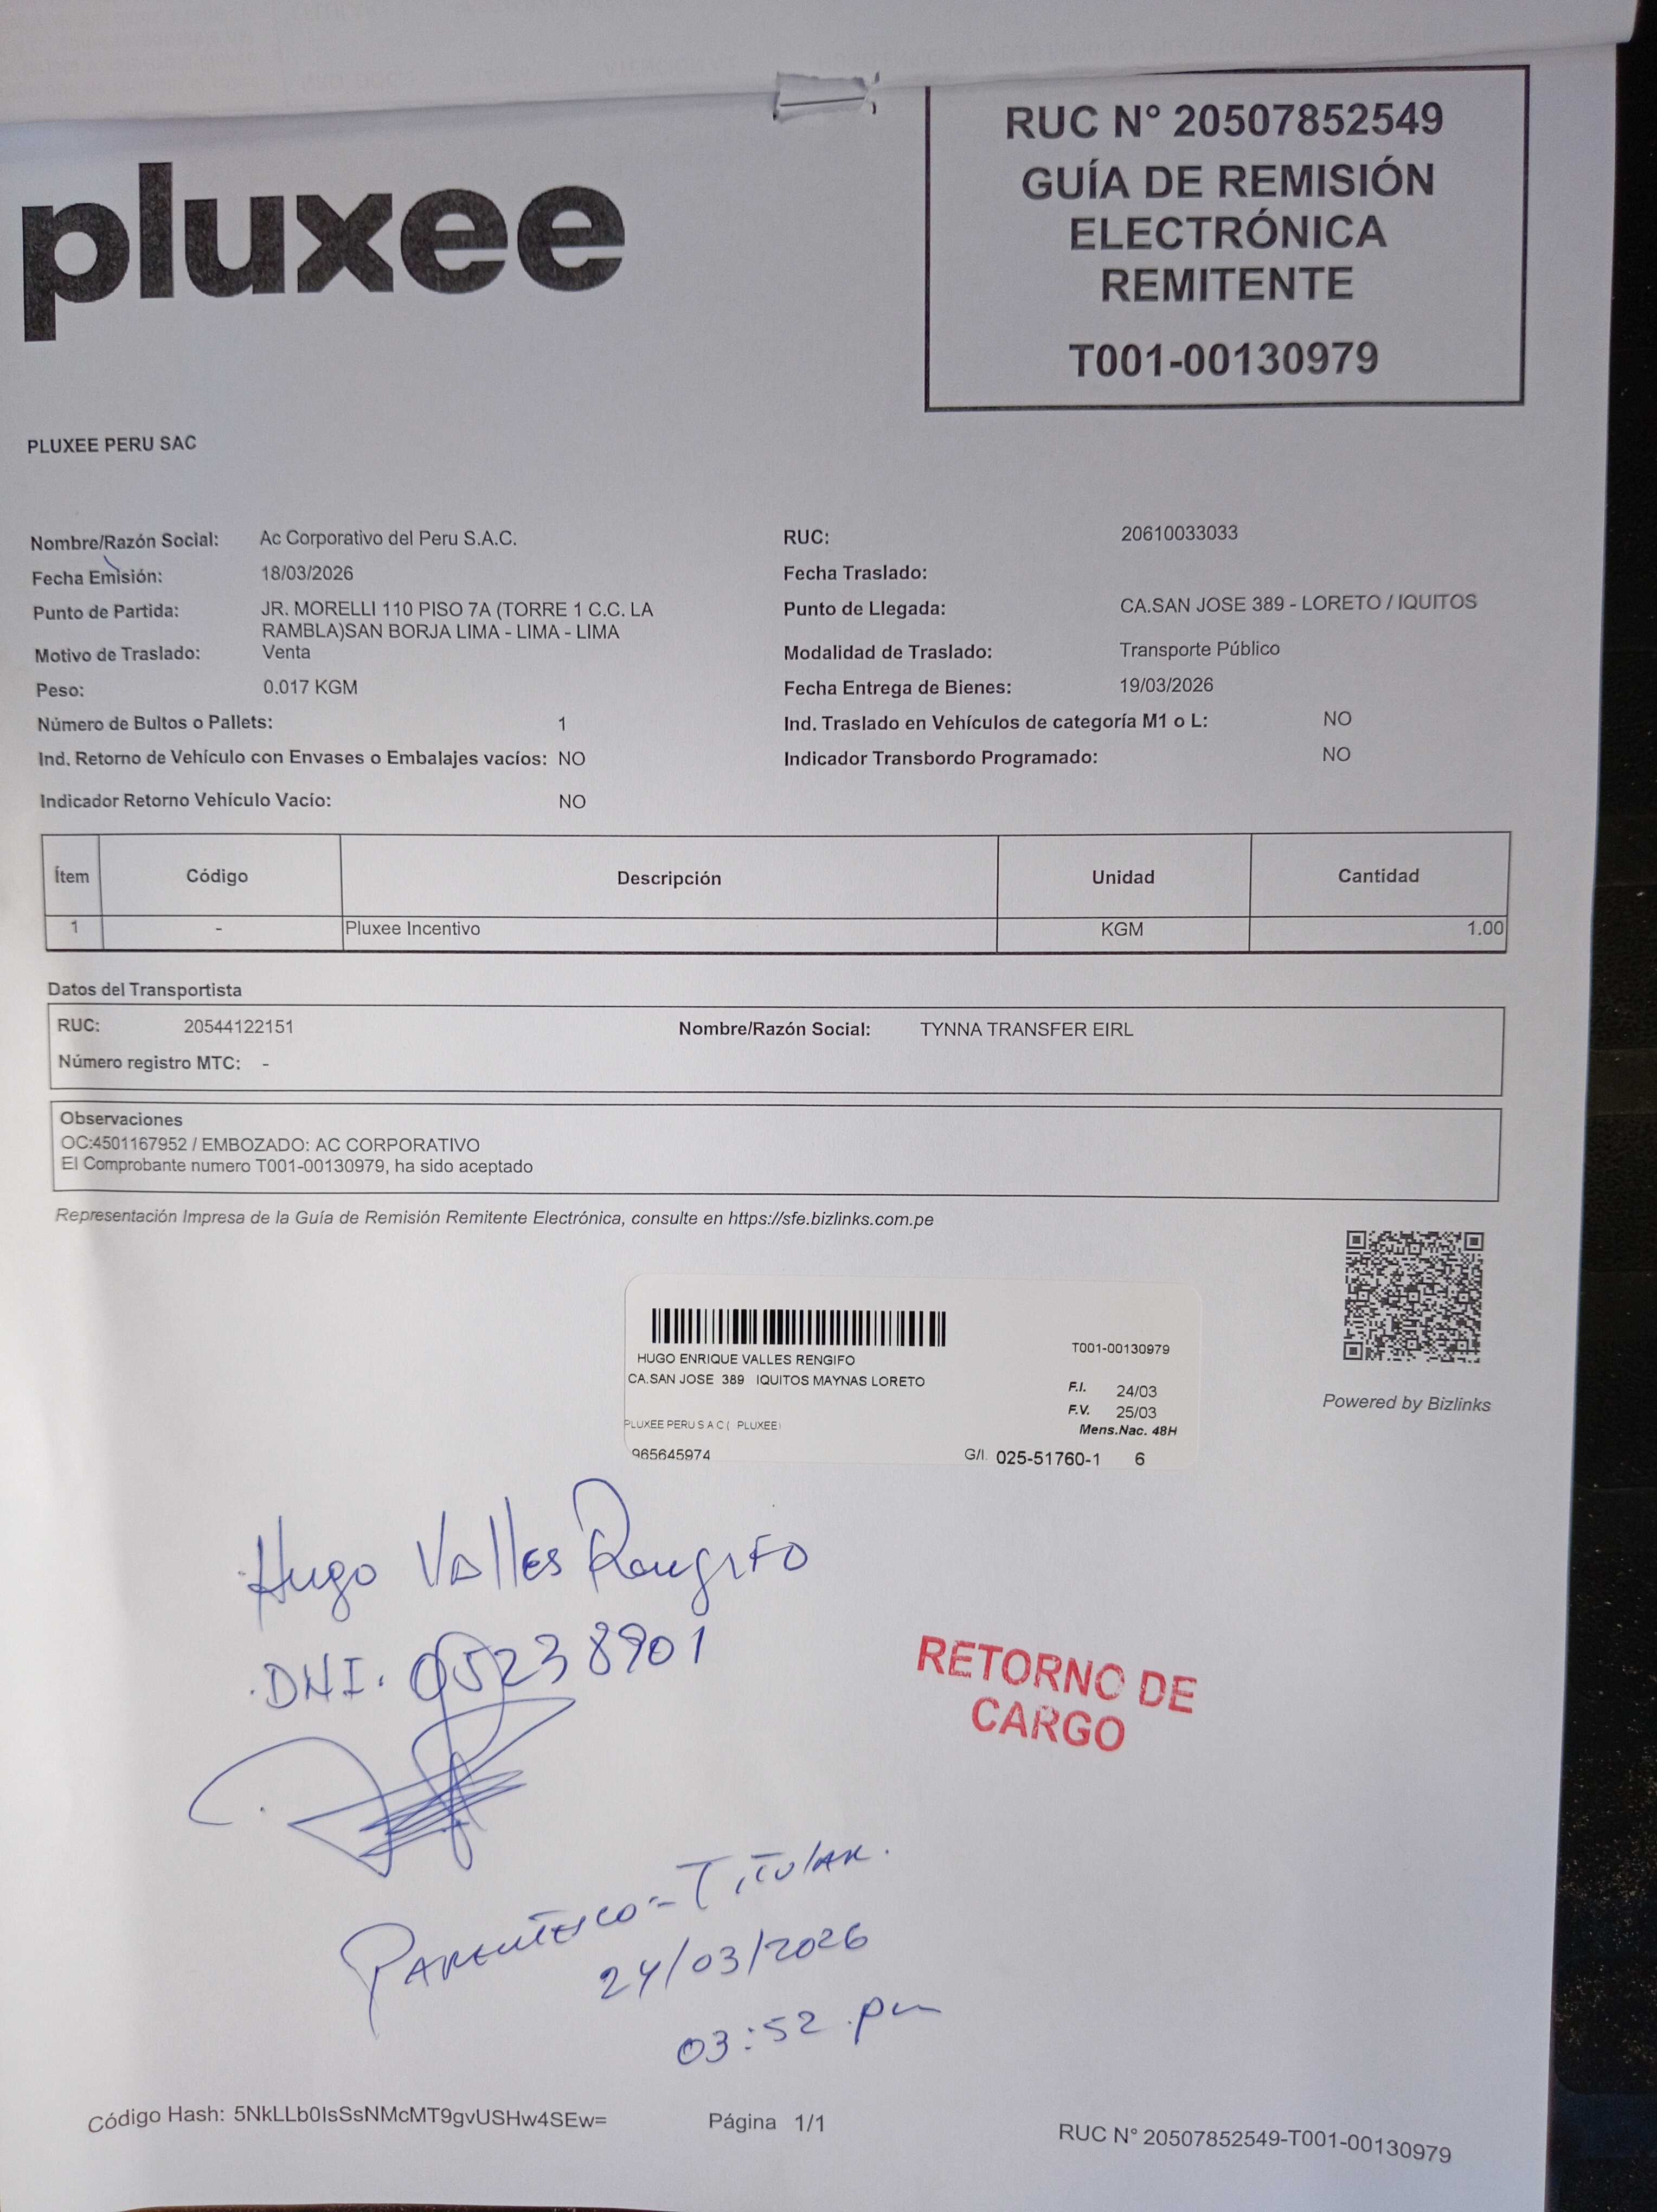 RUC N° 20507852549
GUÍA DE REMISIÓN
ELECTRÓNICA
REMITENTE
T001-00130979
pluxee
PLUXEE PERU SAC
Nombre/Razón Social: Ac Corporativo del Peru S.A.C. RUC: 20610033033
Fecha Emisión: 18/03/2026 Fecha Traslado:
Punto de Partida: JR. MORELLI 110 PISO 7A (TORRE 1 C.C. LA Punto de Llegada: CA.SAN JOSE 389 - LORETO / IQUITOS
RAMBLA)SAN BORJA LIMA - LIMA - LIMA
Motivo de Traslado: Venta Modalidad de Traslado: Transporte Público
Peso: 0.017 KGM Fecha Entrega de Bienes: 19/03/2026
Número de Bultos o Pallets: 1 Ind. Traslado en Vehículos de categoría M1 o L: NO
Ind. Retorno de Vehículo con Envases o Embalajes vacíos: NO Indicador Transbordo Programado: NO
Indicador Retorno Vehículo Vacío: NO
Ítem Código Descripción Unidad Cantidad
1 - Pluxee Incentivo KGM 1.00
Datos del Transportista
RUC: 20544122151 Nombre/Razón Social: TYNNA TRANSFER EIRL
Número registro MTC: -
Observaciones
OC:4501167952 / EMBOZADO: AC CORPORATIVO
El Comprobante numero T001-00130979, ha sido aceptado
Representación Impresa de la Guía de Remisión Remitente Electrónica, consulte en https://sfe.bizlinks.com.pe
HUGO ENRIQUE VALLES RENGIFO T001-00130979
CA.SAN JOSE 389 IQUITOS MAYNAS LORETO
F.I. 24/03
F.V. 25/03
PLUXEE PERU S A C ( PLUXEE) Mens.Nac. 48H
965645974 G/I. 025-51760-1 6
Powered by Bizlinks
Hugo Valles Rengifo
DNI. 05238901
RETORNO DE
CARGO
Parentesco - Titular.
24/03/2026
03:52 pm
Código Hash: 5NkLLb0IsSsNMcMT9gvUSHw4SEw= Página 1/1 RUC N° 20507852549-T001-00130979